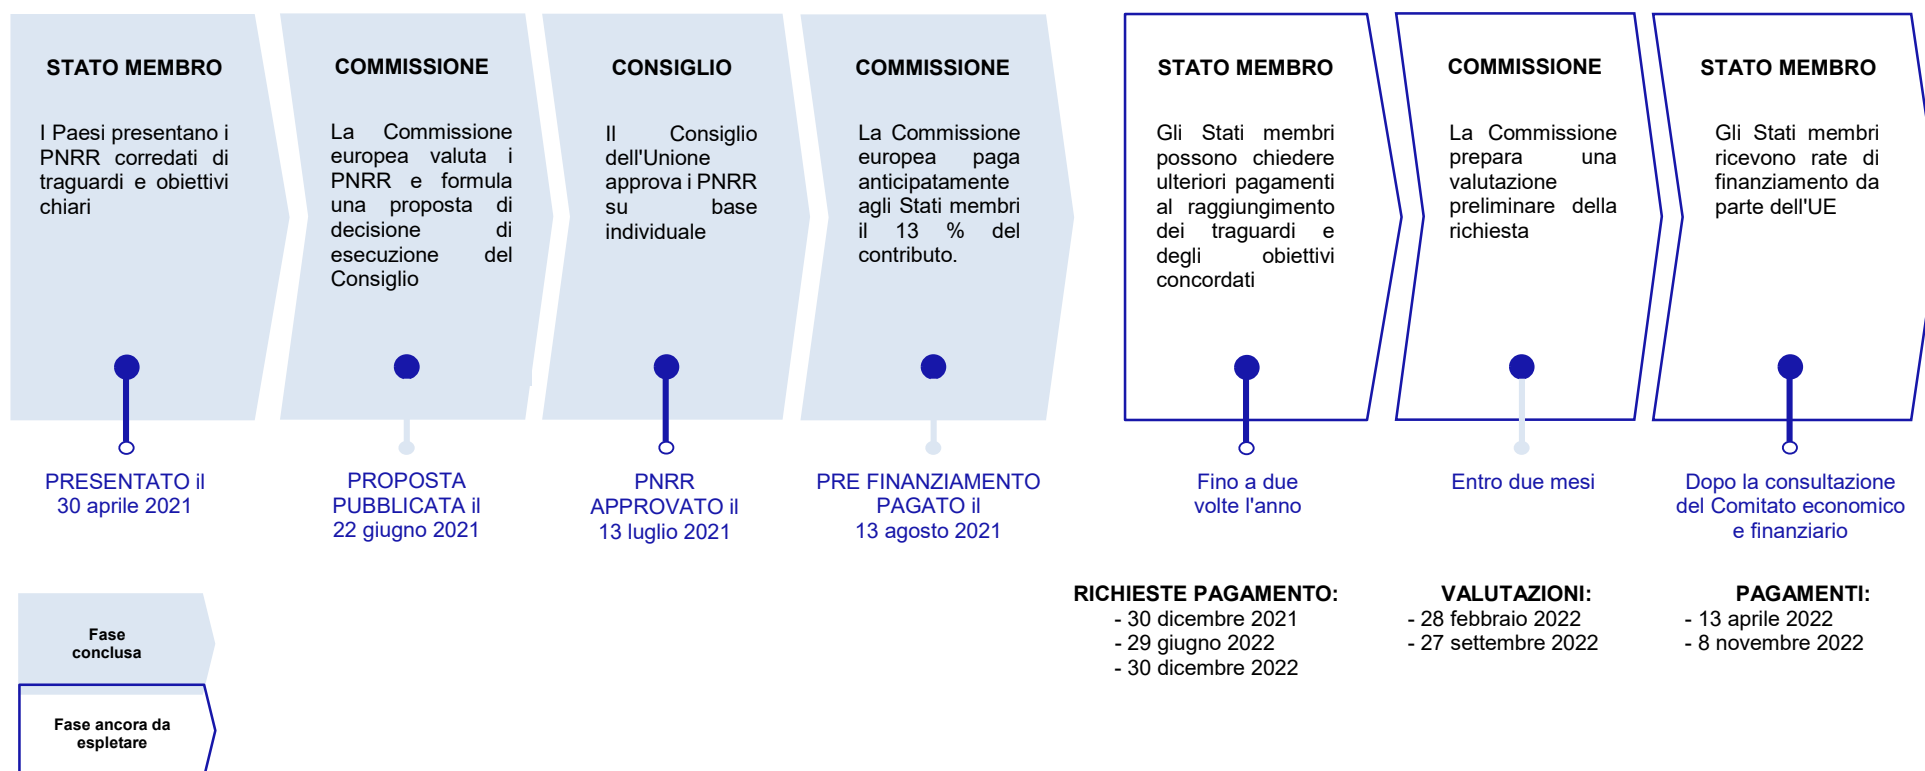 STATO MEMBRO
I Paesi presentano i
PNRR corredati di
traguardi e obiettivi
chiari
PRESENTATO il
30 aprile 2021
COMMISSIONE
La Commissione
europea valuta i
PNRR e formula
una proposta di
decisione di
esecuzione del
Consiglio
PROPOSTA
PUBBLICATA il
22 giugno 2021
CONSIGLIO
Il Consiglio
dell'Unione
approva i PNRR
su base
individuale
PNRR
APPROVATO il
13 luglio 2021
COMMISSIONE
La Commissione
europea paga
anticipatamente
agli Stati membri
il 13 % del
contributo.
PRE FINANZIAMENTO
PAGATO il
13 agosto 2021
STATO MEMBRO
Gli Stati membri
possono chiedere
ulteriori pagamenti
al raggiungimento
dei traguardi e
degli obiettivi
concordati
Fino a due
volte l'anno
RICHIESTE PAGAMENTO:
- 30 dicembre 2021
- 29 giugno 2022
- 30 dicembre 2022
COMMISSIONE
La Commissione
prepara una
valutazione
preliminare della
richiesta
Entro due mesi
VALUTAZIONI:
- 28 febbraio 2022
- 27 settembre 2022
STATO MEMBRO
Gli Stati membri
ricevono rate di
finanziamento da
parte dell'UE
Dopo la consultazione
del Comitato economico
e finanziario
PAGAMENTI:
- 13 aprile 2022
- 8 novembre 2022
Fase
conclusa
Fase ancora da
espletare